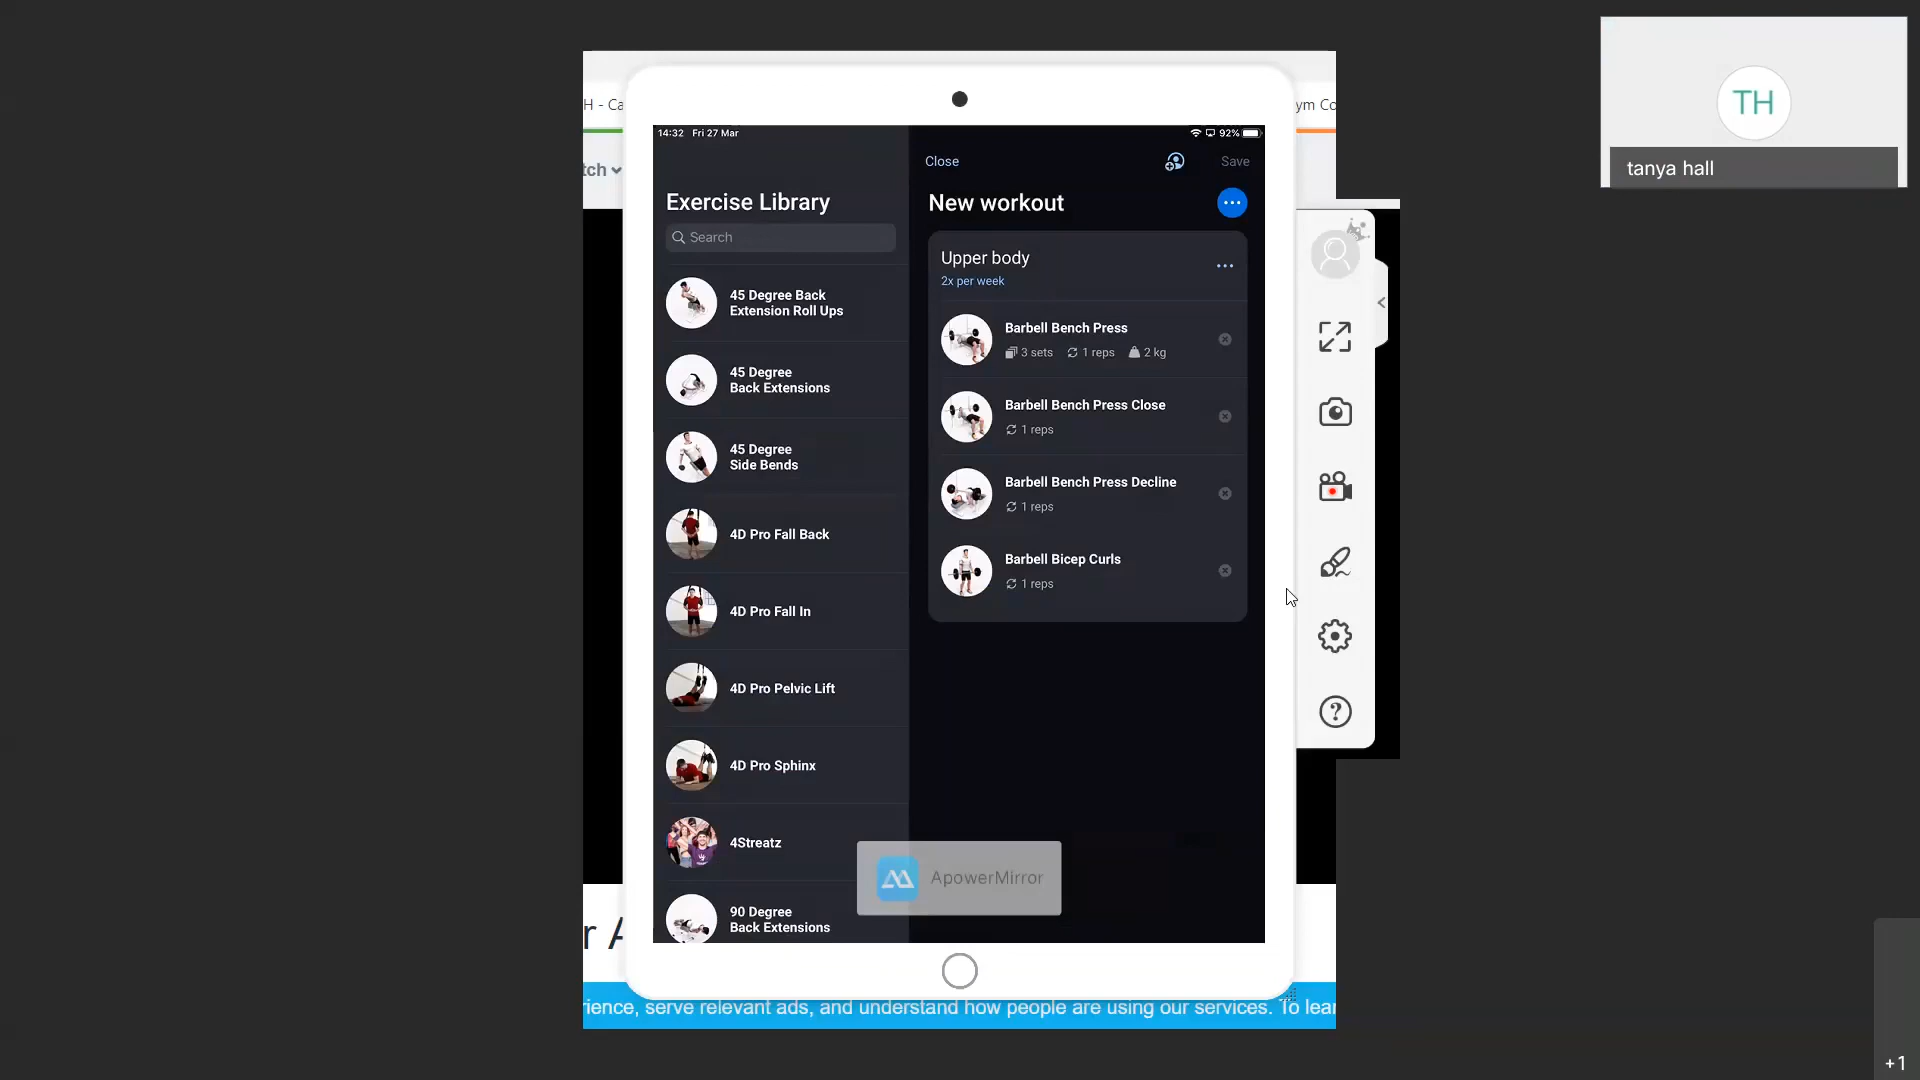 H - Ca
ym Co
tch
14:32 Fri 27 Mar
92%
Close
Save
Exercise Library
Search
45 Degree Back
Extension Roll Ups
45 Degree
Back Extensions
45 Degree
Side Bends
4D Pro Fall Back
4D Pro Fall In
4D Pro Pelvic Lift
4D Pro Sphinx
4Streatz
90 Degree
Back Extensions
New workout
Upper body
2x per week
Barbell Bench Press
3 sets 1 reps 2 kg
Barbell Bench Press Close
1 reps
Barbell Bench Press Decline
1 reps
Barbell Bicep Curls
1 reps
ApowerMirror
r A
rience, serve relevant ads, and understand how people are using our services. To lear
TH
tanya hall
+1